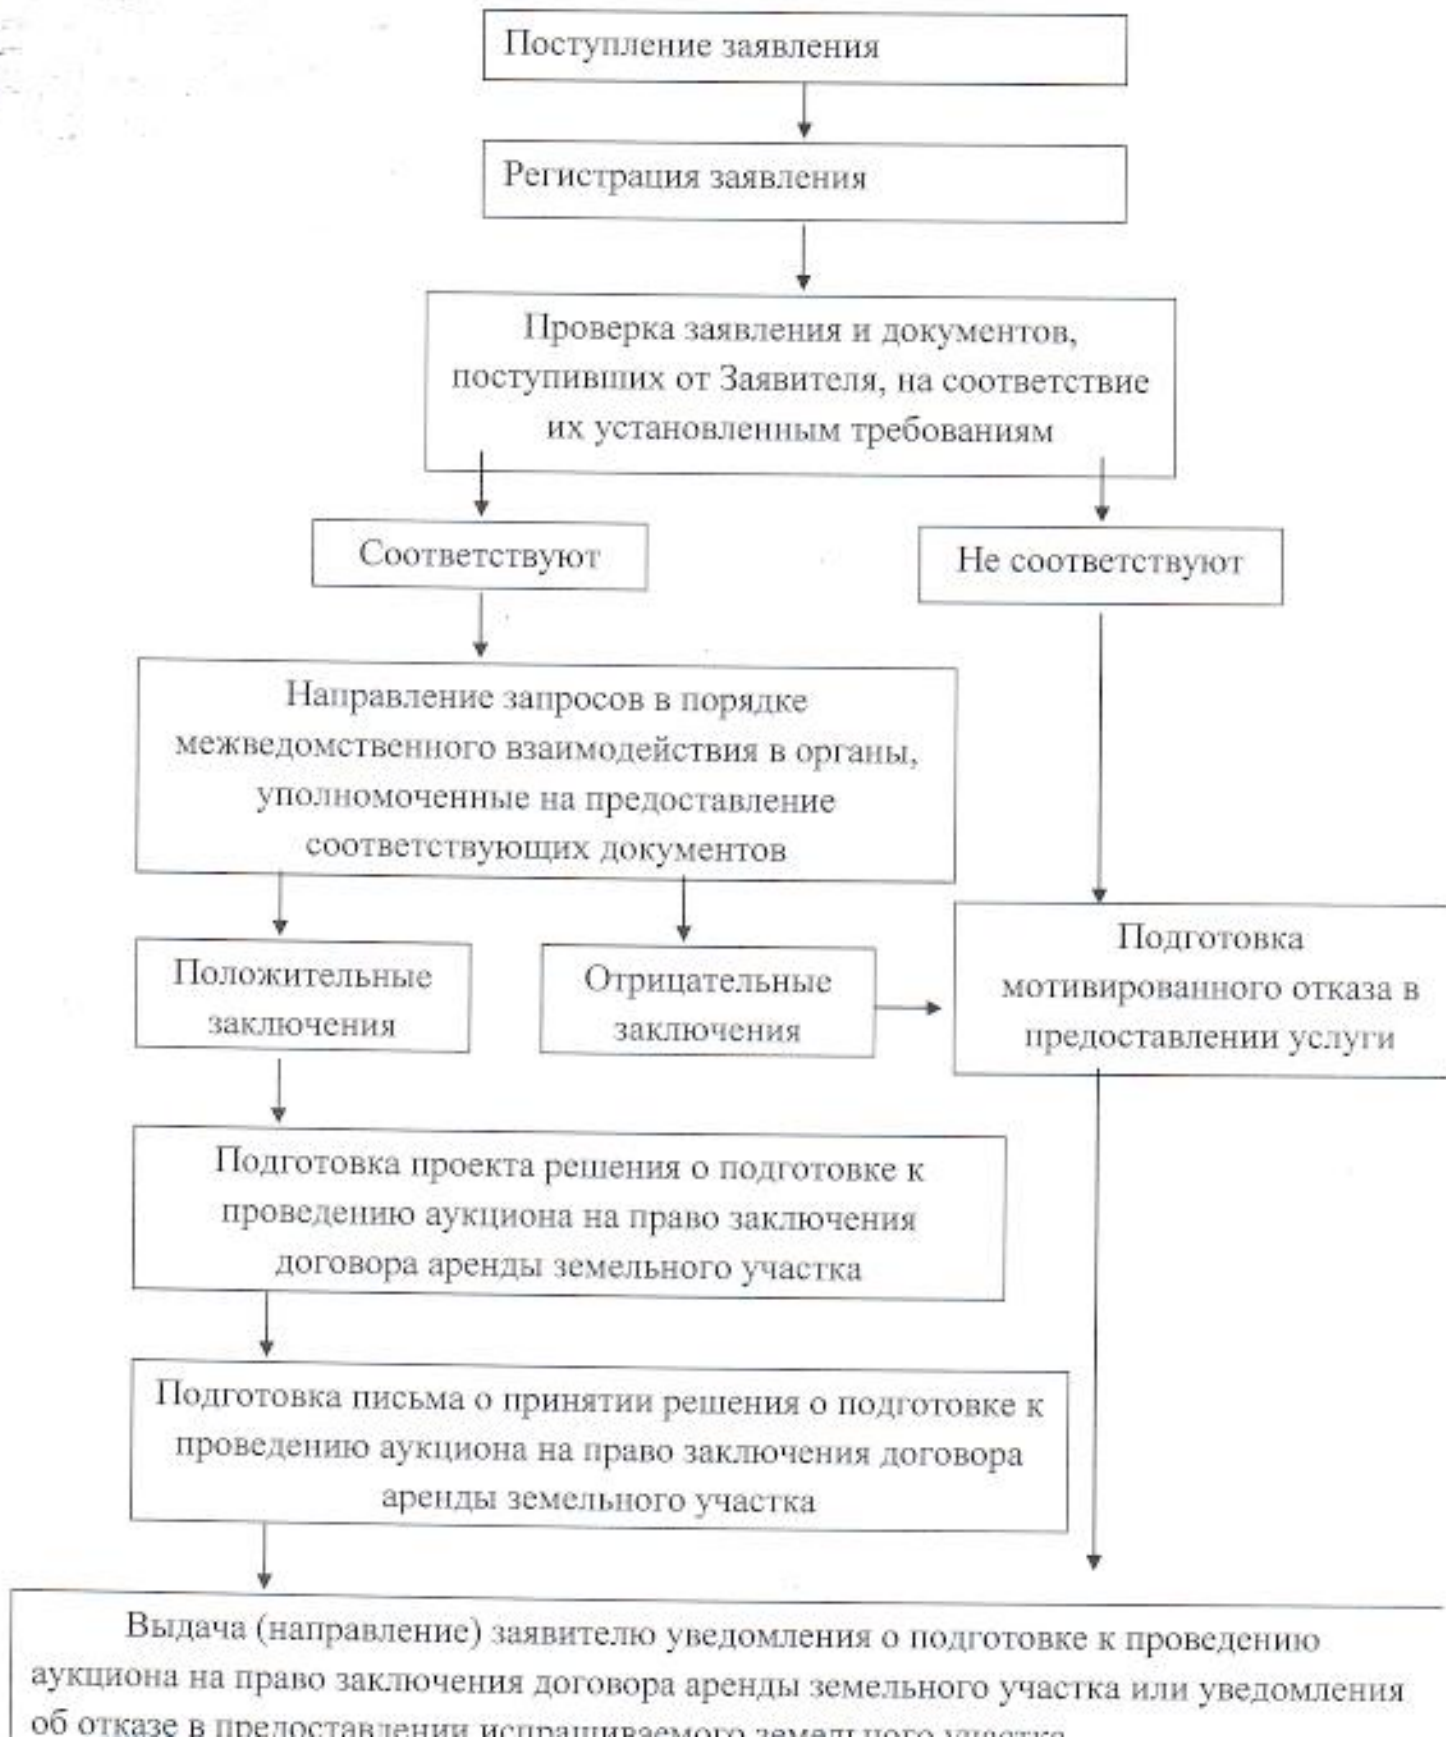 Поступление заявления
Регистрация заявления
Проверка заявления и документов,
поступивших от Заявителя, на соответствие
их установленным требованиям
Соответствуют
Не соответствуют
Направление запросов в порядке
межведомственного взаимодействия в органы,
уполномоченные на предоставление
соответствующих документов
Положительные
заключения
Отрицательные
заключения
Подготовка
мотивированного отказа в
предоставлении услуги
Подготовка проекта решения о подготовке к
проведению аукциона на право заключения
договора аренды земельного участка
Подготовка письма о принятии решения о подготовке к
проведению аукциона на право заключения договора
аренды земельного участка
Выдача (направление) заявителю уведомления о подготовке к проведению
аукциона на право заключения договора аренды земельного участка или уведомления
об отказе в предоставлении испрашиваемого земельного участка